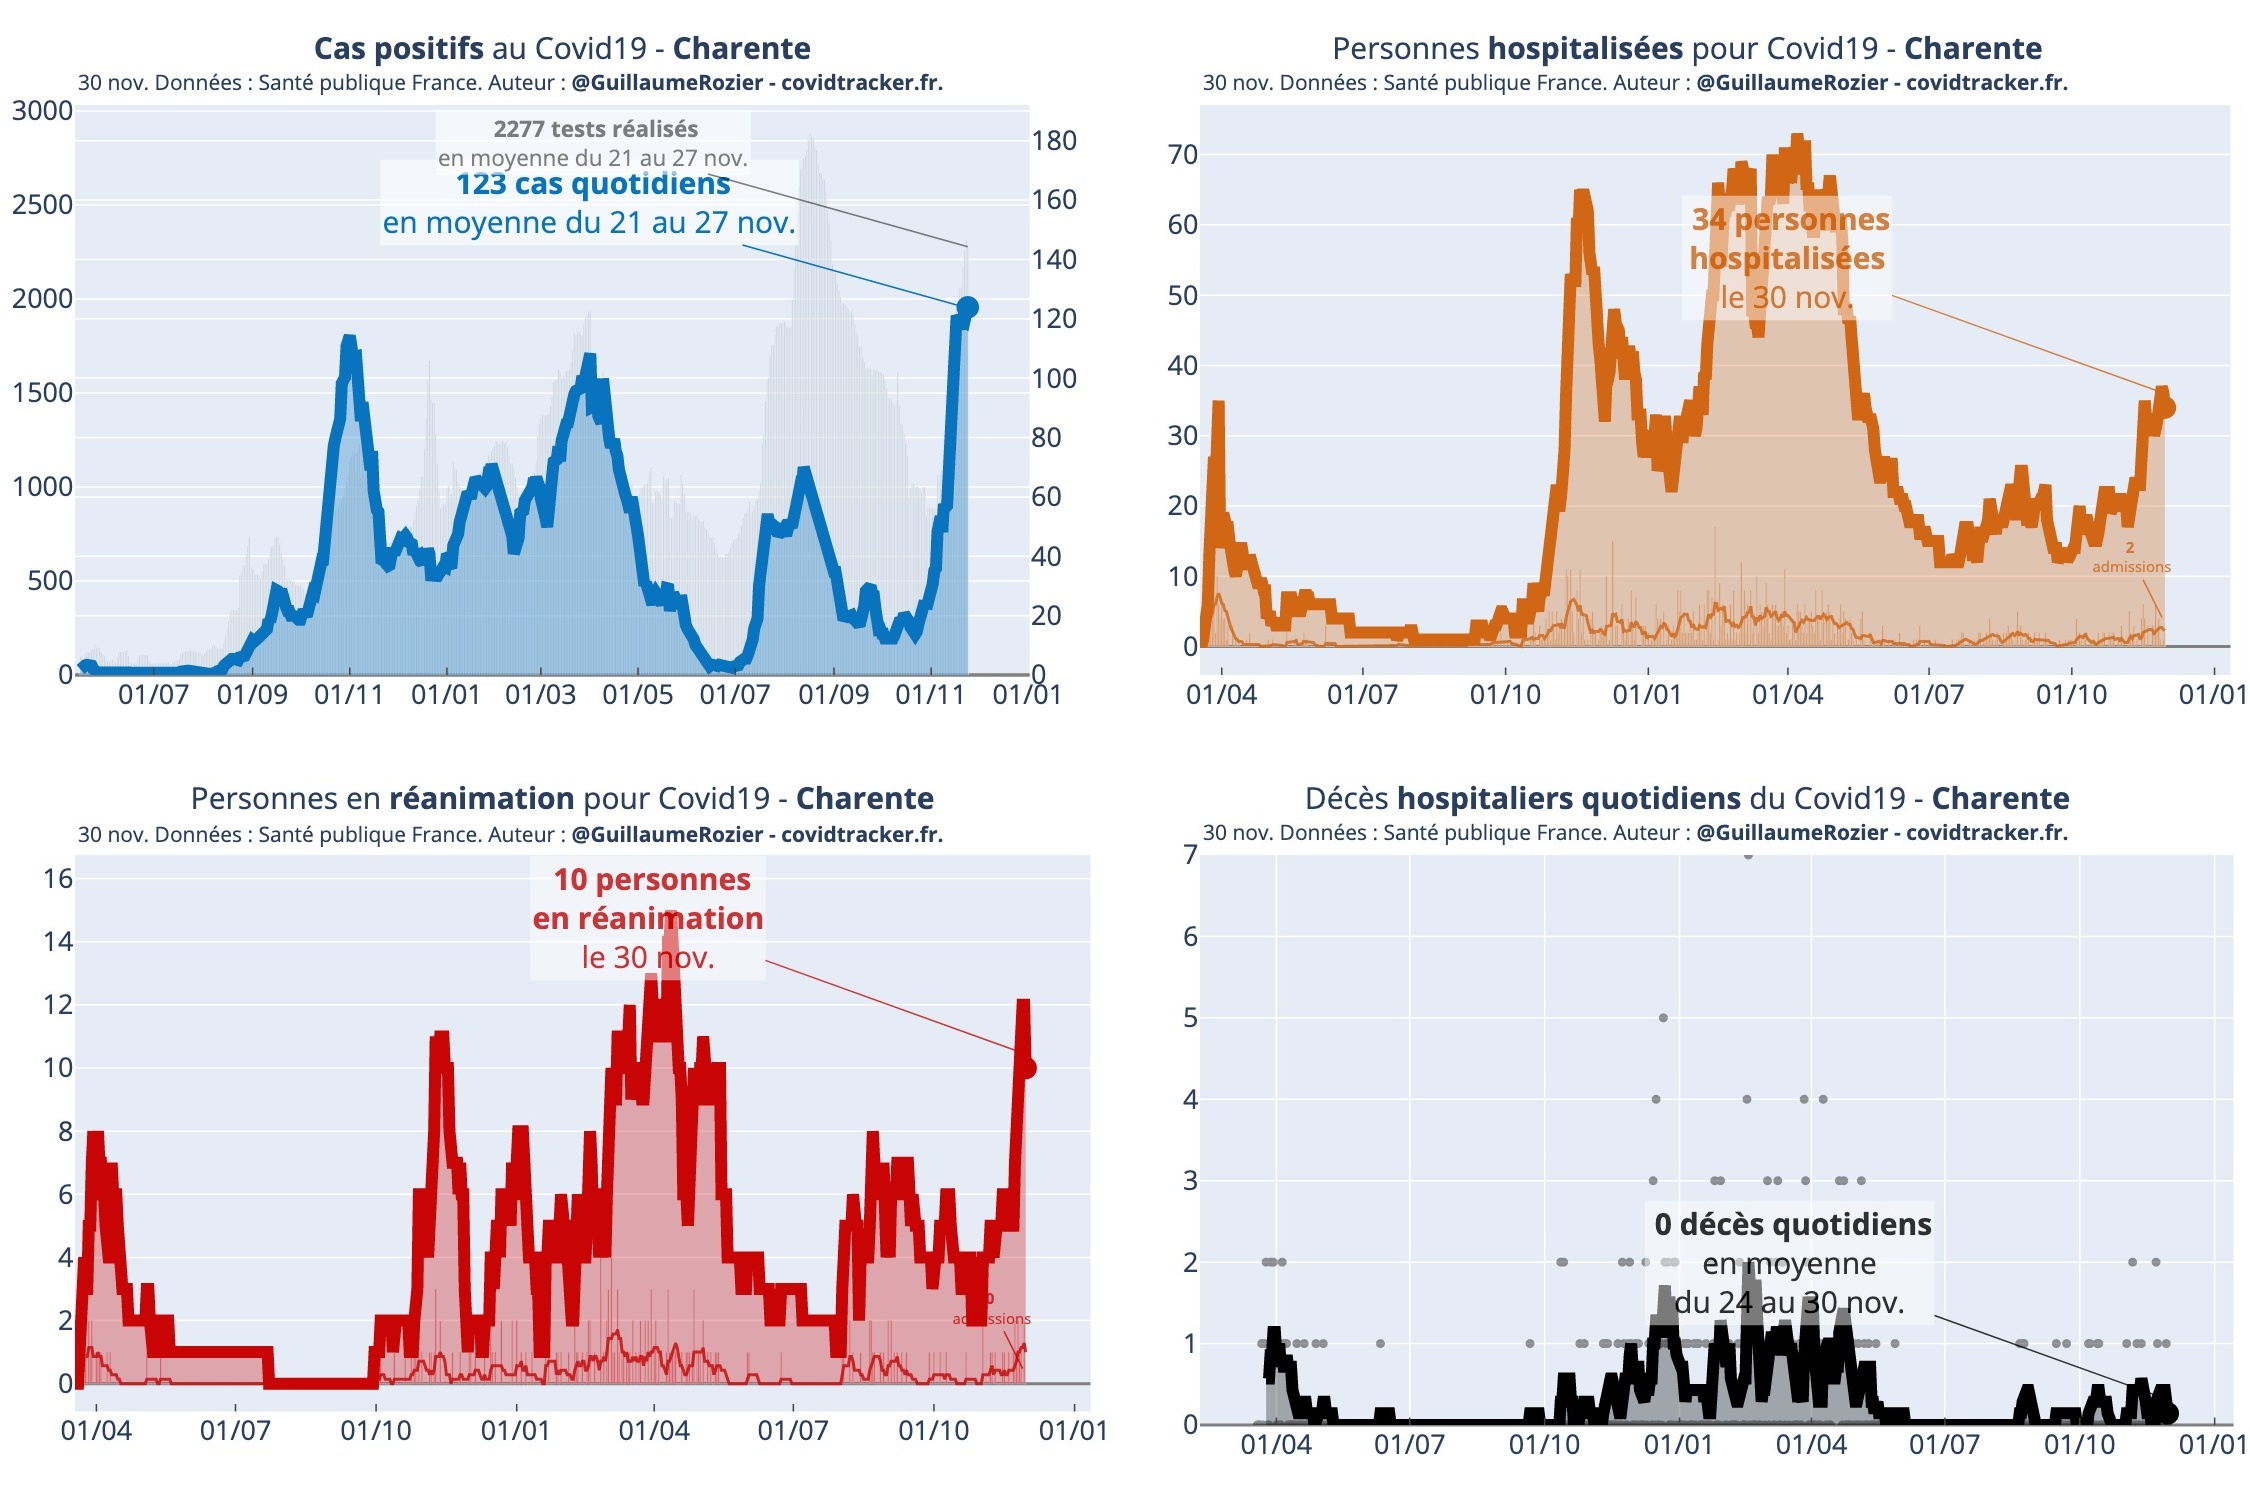 Cas positifs au Covid19 - Charente
30 nov. Données : Santé publique France. Auteur : @GuillaumeRozier - covidtracker.fr.
3000
2500
2000
1500
1000
500
0
180
160
140
120
100
80
60
40
20
0
2277 tests réalisés
en moyenne du 21 au 27 nov.
123 cas quotidiens
en moyenne du 21 au 27 nov.
01/07 01/09 01/11 01/01 01/03 01/05 01/07 01/09 01/11 01/01
Personnes hospitalisées pour Covid19 - Charente
30 nov. Données : Santé publique France. Auteur : @GuillaumeRozier - covidtracker.fr.
70
60
50
40
30
20
10
0
34 personnes
hospitalisées
le 30 nov.
2
admissions
01/04 01/07 01/10 01/01 01/04 01/07 01/10 01/01
Personnes en réanimation pour Covid19 - Charente
30 nov. Données : Santé publique France. Auteur : @GuillaumeRozier - covidtracker.fr.
16
14
12
10
8
6
4
2
0
10 personnes
en réanimation
le 30 nov.
0
admissions
01/04 01/07 01/10 01/01 01/04 01/07 01/10 01/01
Décès hospitaliers quotidiens du Covid19 - Charente
30 nov. Données : Santé publique France. Auteur : @GuillaumeRozier - covidtracker.fr.
7
6
5
4
3
2
1
0
0 décès quotidiens
en moyenne
du 24 au 30 nov.
01/04 01/07 01/10 01/01 01/04 01/07 01/10 01/01